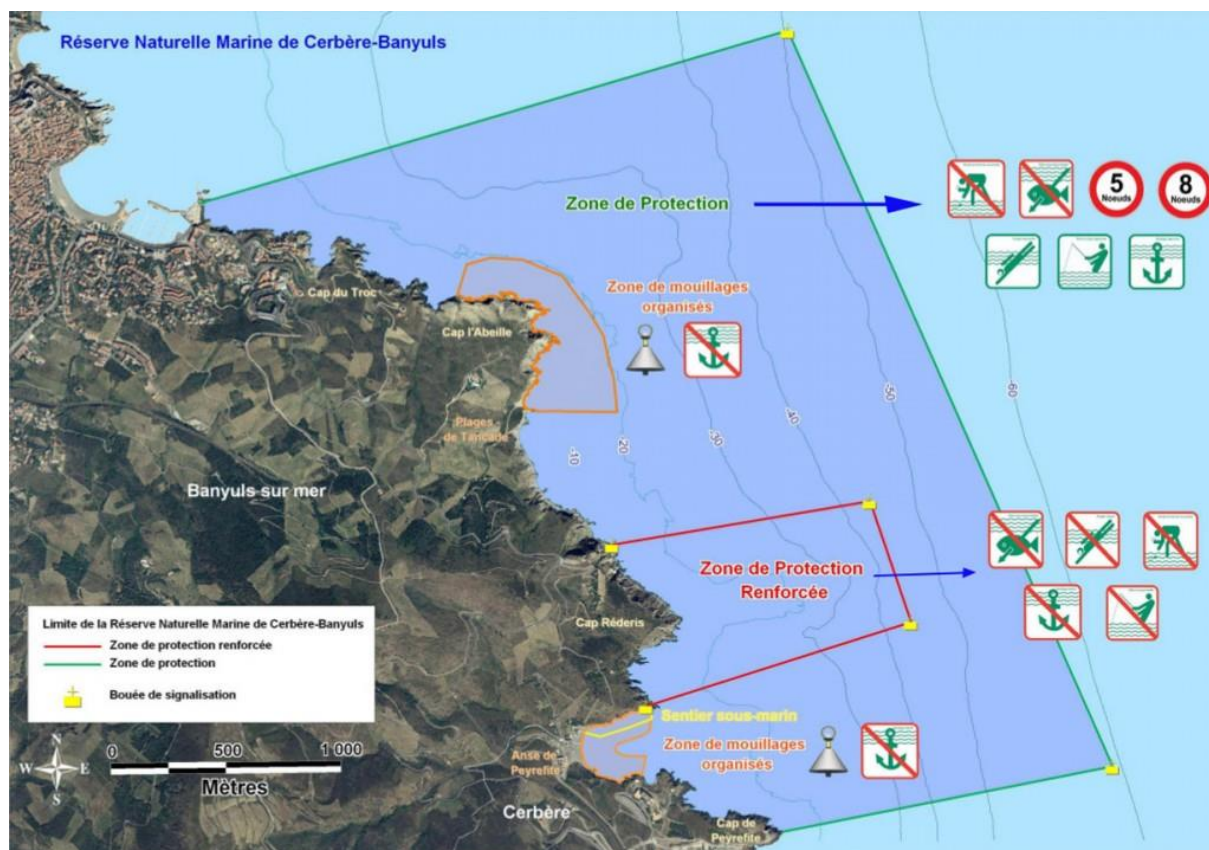 Réserve Naturelle Marine de Cerbère-Banyuls
Zone de Protection
5
Noeuds
8
Noeuds
Cap du Troc
Zone de mouillages
organisés
Cap l'Abeille
Plages
de Tancade
-10
-20
-30
-40
-50
-60
Banyuls sur mer
Zone de Protection
Renforcée
Cap Réderis
Limite de la Réserve Naturelle Marine de Cerbère-Banyuls
Zone de protection renforcée
Zone de protection
Bouée de signalisation
Sentier sous-marin
Zone de mouillages
organisés
Anse de
Peyrefite
N
W E
S
0 500 1 000
Mètres
Cerbère
Cap de
Peyrefite